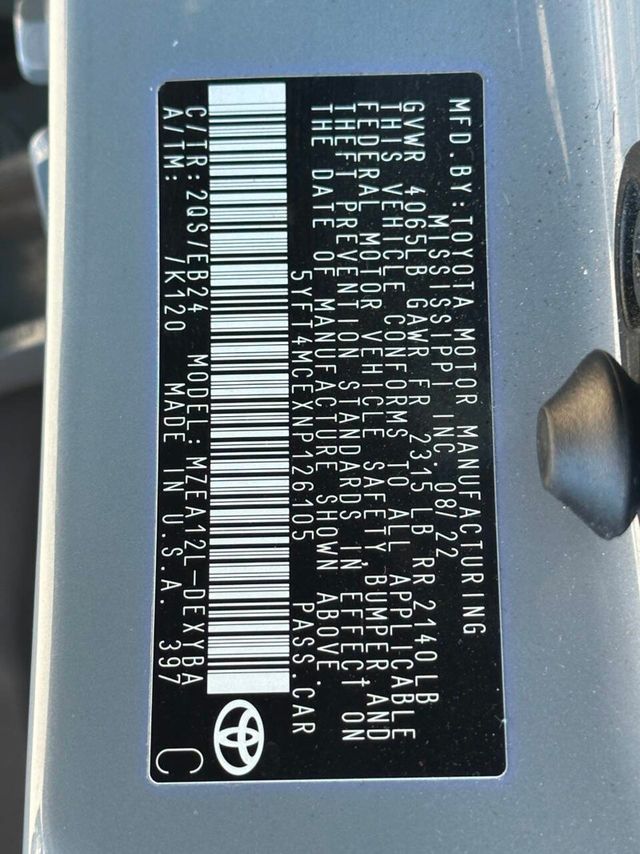 MFD.BY:TOYOTA MOTOR MANUFACTURING
MISSISSIPPI INC.08/22
GVWR 4065LB GAWR FR 2315 LB RR 2140LB
THIS VEHICLE CONFORMS TO ALL APPLICABLE
FEDERAL MOTOR VEHICLE SAFETY,BUMPER,AND
THEFT PREVENTION STANDARDS IN EFFECT ON
THE DATE OF MANUFACTURE SHOWN ABOVE.
5YFT4MCEXNP126105 PASS.CAR
C/TR:2QS/EB24 MODEL:MZEA12L-DEXYBA
A/TM: /K120 MADE IN U.S.A. 397
C